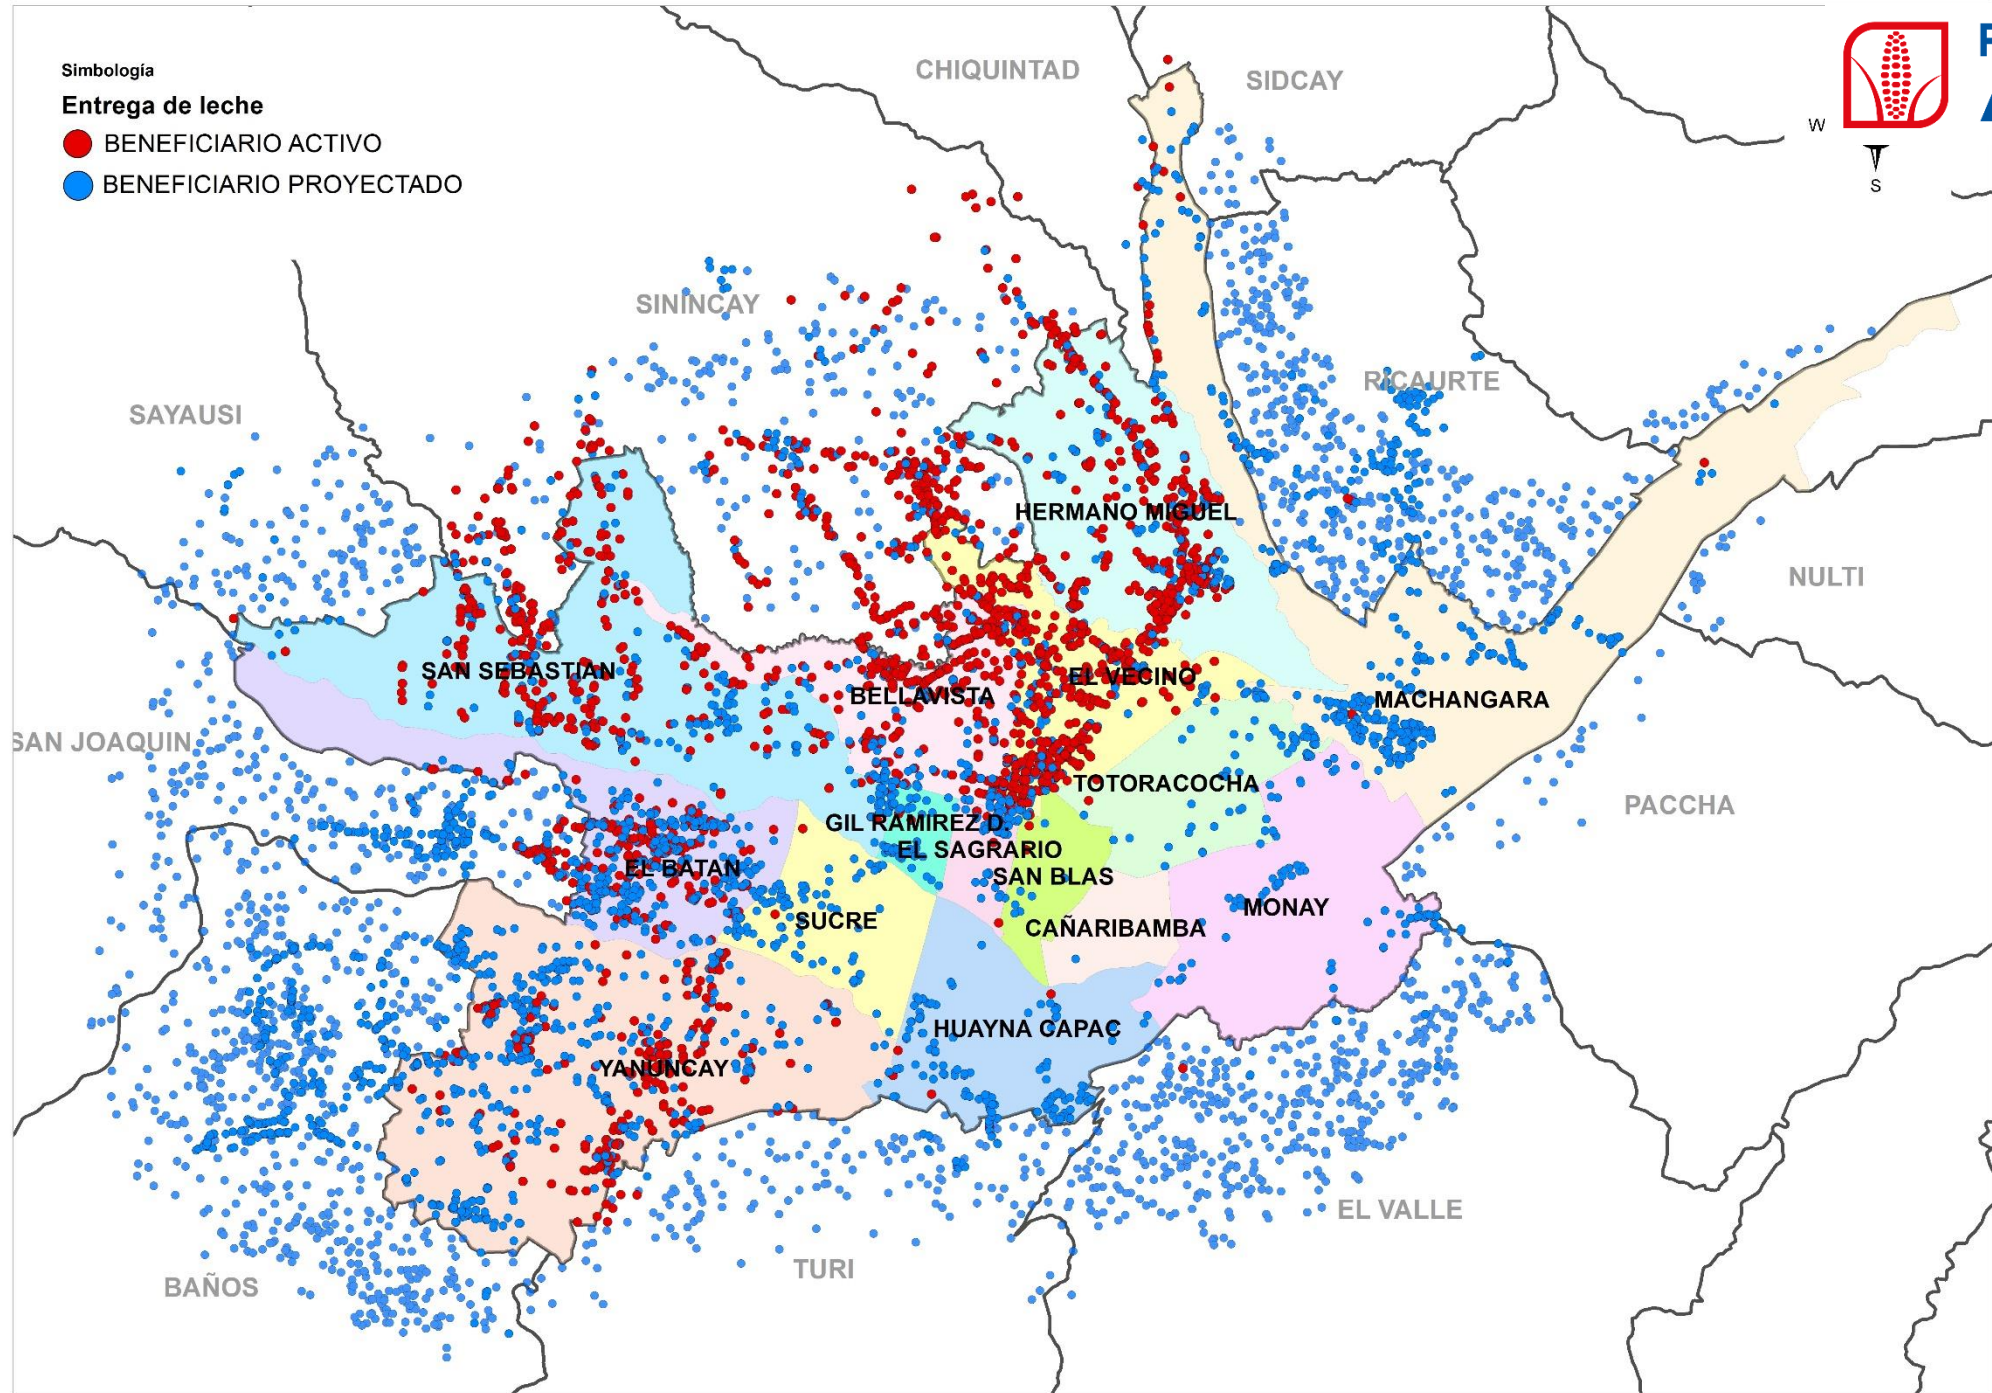 Simbología
Entrega de leche
BENEFICIARIO ACTIVO
BENEFICIARIO PROYECTADO
CHIQUINTAD
SIDCAY
W
S
SININCAY
RICAURTE
SAYAUSI
HERMANO MIGUEL
NULTI
SAN SEBASTIAN
EL VECINO
BELLAVISTA
MACHANGARA
SAN JOAQUIN
TOTORACOCHA
PACCHA
GIL RAMIREZ D.
EL SAGRARIO
EL BATAN
SAN BLAS
MONAY
SUCRE
CAÑARIBAMBA
HUAYNA CAPAC
YANUNCAY
EL VALLE
TURI
BAÑOS